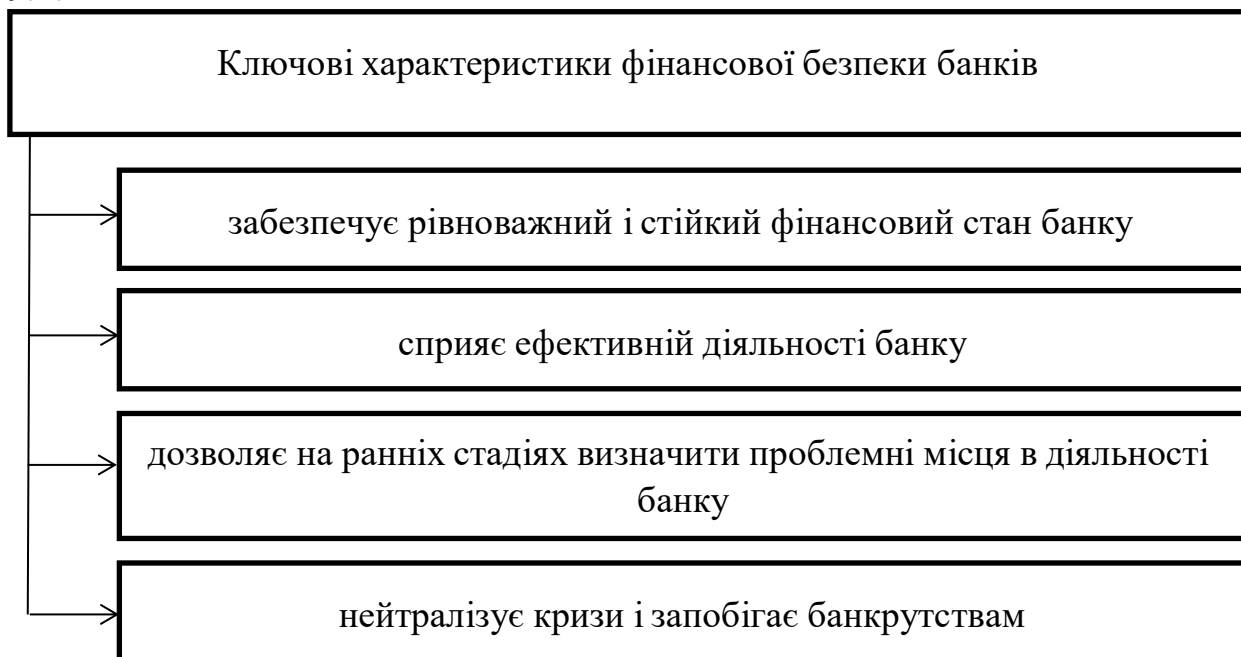 Ключові характеристики фінансової безпеки банків
забезпечує рівноважний і стійкий фінансовий стан банку
сприяє ефективній діяльності банку
дозволяє на ранніх стадіях визначити проблемні місця в діяльності
банку
нейтралізує кризи і запобігає банкрутствам